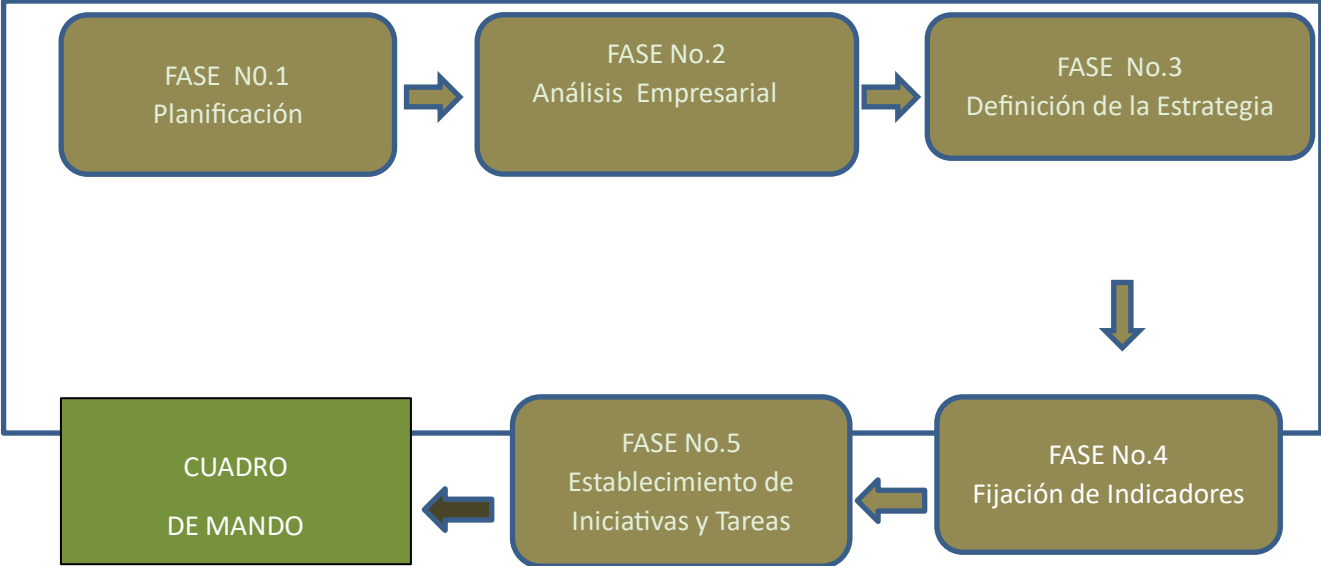 FASE N0.1
Planificación
FASE No.2
Análisis Empresarial
FASE No.3
Definición de la Estrategia
FASE No.4
Fijación de Indicadores
FASE No.5
Establecimiento de
Iniciativas y Tareas
CUADRO
DE MANDO